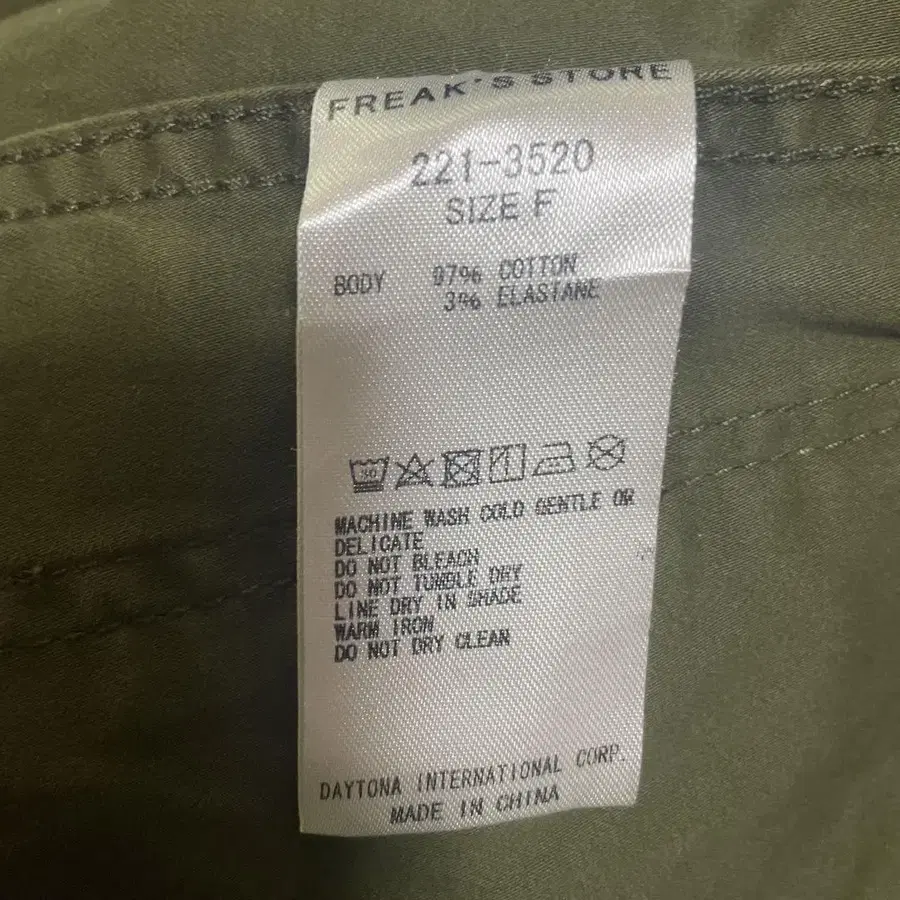 FREAK'S STORE
221-3520
SIZE F
BODY 97% COTTON
3% ELASTANE
30
MACHINE WASH COLD GENTLE OR
DELICATE
DO NOT BLEACH
DO NOT TUMBLE DRY
LINE DRY IN SHADE
WARM IRON
DO NOT DRY CLEAN
DAYTONA INTERNATIONAL CORP.
MADE IN CHINA